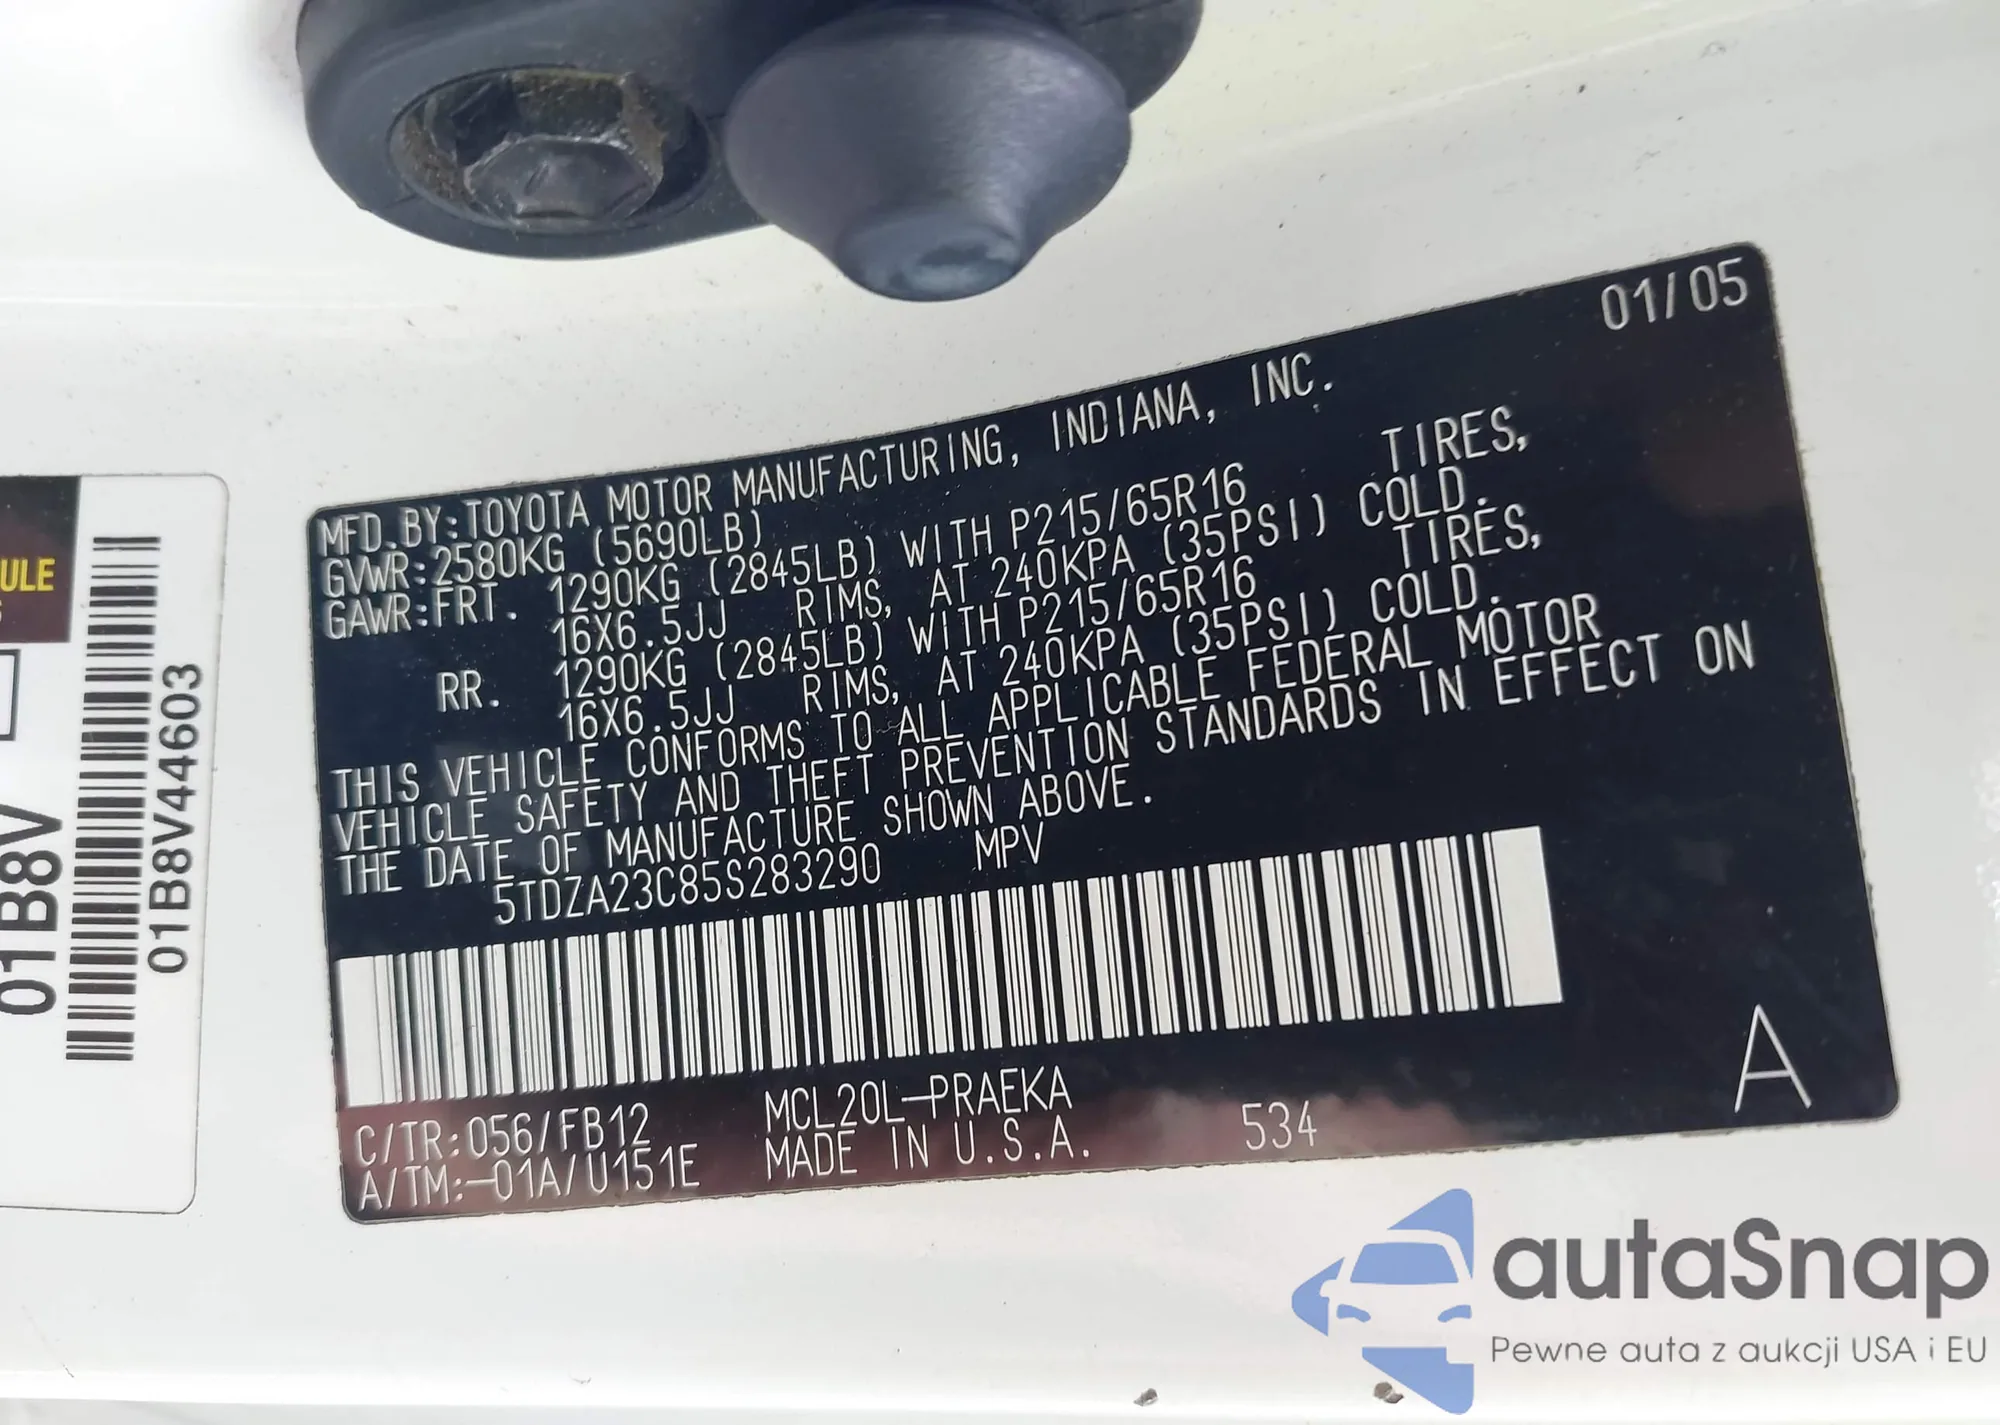 01/05
MFD. BY: TOYOTA MOTOR MANUFACTURING, INDIANA, INC.
GVWR: 2580KG (5690LB)
GAWR: FRT. 1290KG (2845LB) WITH P215/65R16 TIRES,
16X6.5JJ RIMS, AT 240KPA (35PSI) COLD.
RR. 1290KG (2845LB) WITH P215/65R16 TIRES,
16X6.5JJ RIMS, AT 240KPA (35PSI) COLD.
THIS VEHICLE CONFORMS TO ALL APPLICABLE FEDERAL MOTOR
VEHICLE SAFETY AND THEFT PREVENTION STANDARDS IN EFFECT ON
THE DATE OF MANUFACTURE SHOWN ABOVE.
5TDZA23C85S283290 MPV
C/TR: 056/FB12 MCL20L-PRAEKA
A/TM:-01A/U151E MADE IN U.S.A. 534
A
ULE
01B8V
01B8V44603
autaSnap
Pewne auta z aukcji USA i EU